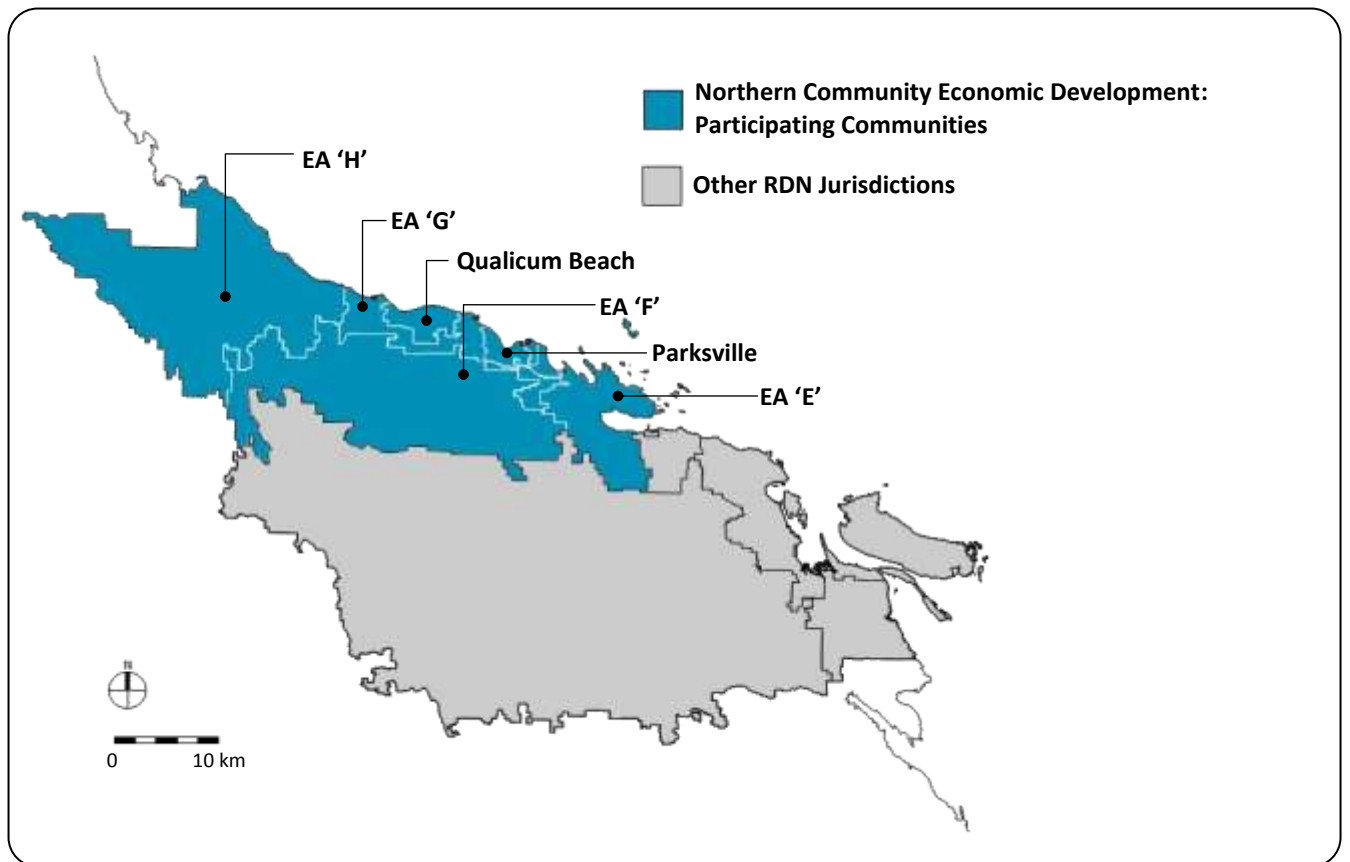 Northern Community Economic Development:
Participating Communities
EA ‘H’
Other RDN Jurisdictions
EA ‘G’
Qualicum Beach
EA ‘F’
Parksville
EA ‘E’
N
0 10 km